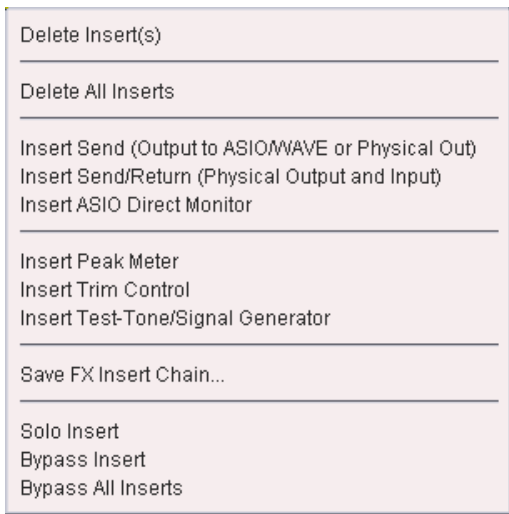 Delete Insert(s)
Delete All Inserts
Insert Send (Output to ASIO/WAVE or Physical Out)
Insert Send/Return (Physical Output and Input)
Insert ASIO Direct Monitor
Insert Peak Meter
Insert Trim Control
Insert Test-Tone/Signal Generator
Save FX Insert Chain...
Solo Insert
Bypass Insert
Bypass All Inserts